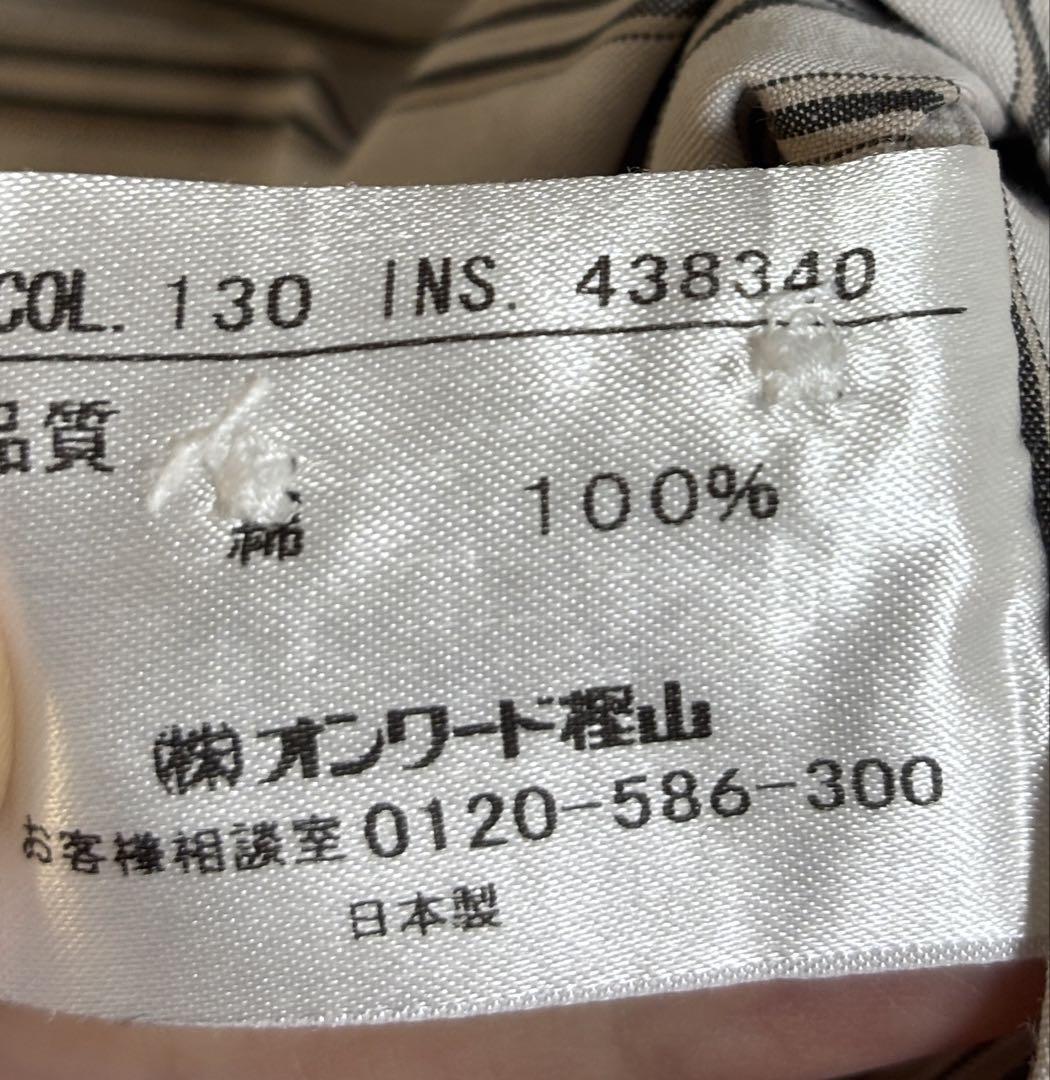 COL. 130 INS. 438340
品質
綿 100%
(株)オンワード樫山
お客様相談室 0120-586-300
日本製